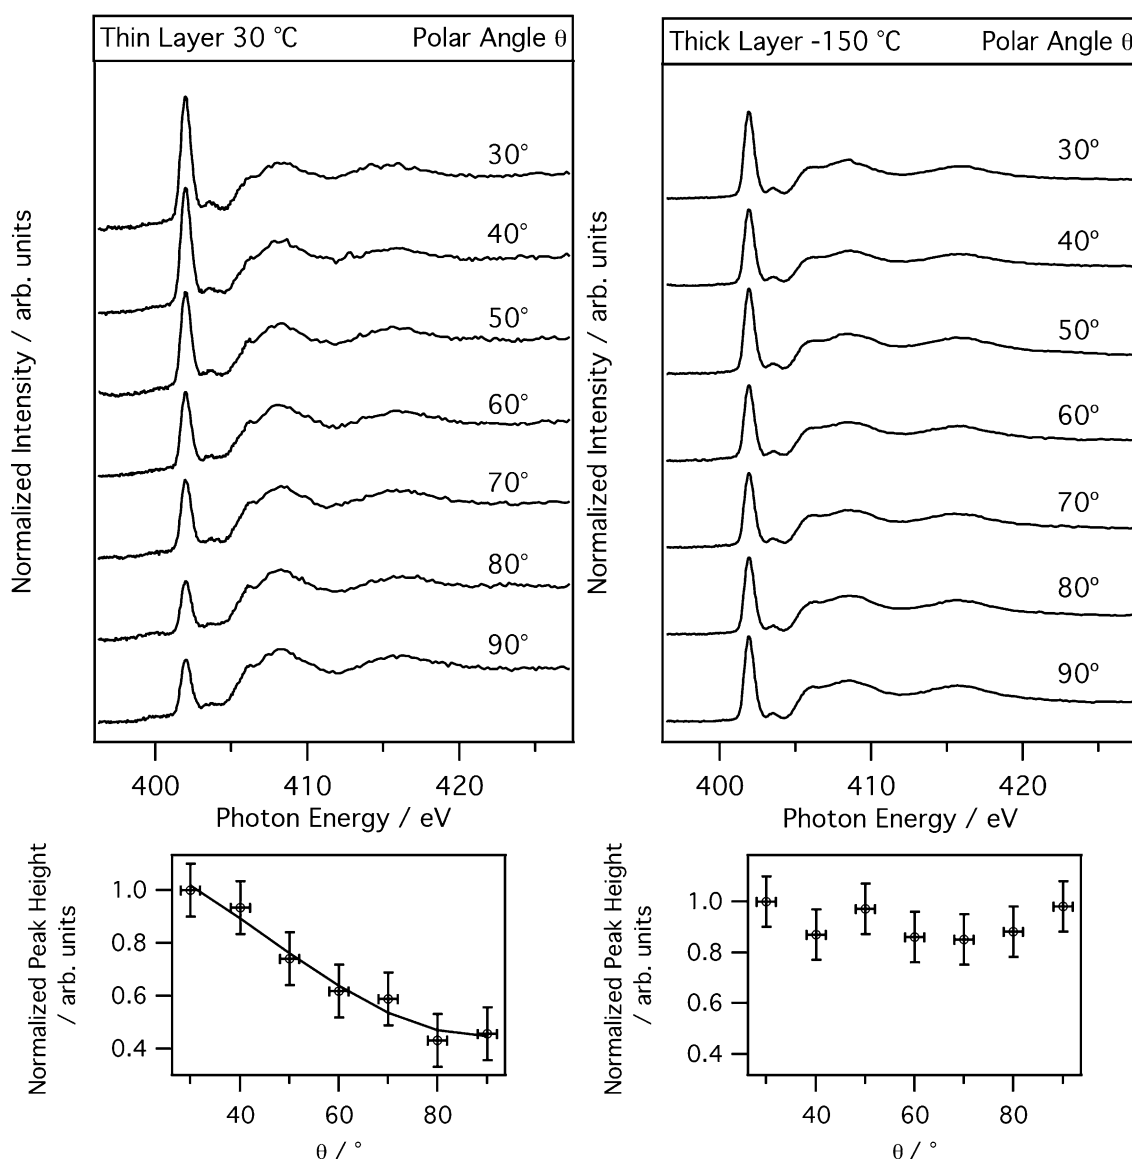 Thin Layer 30 °C Polar Angle θ
30°
40°
50°
60°
70°
80°
90°
Normalized Intensity / arb. units
400 410 420
Photon Energy / eV
Thick Layer -150 °C Polar Angle θ
30°
40°
50°
60°
70°
80°
90°
Normalized Intensity / arb. units
400 410 420
Photon Energy / eV
Normalized Peak Height
/ arb. units
1.0
0.8
0.6
0.4
40 60 80
θ / °
Normalized Peak Height
/ arb. units
1.0
0.8
0.6
0.4
40 60 80
θ / °